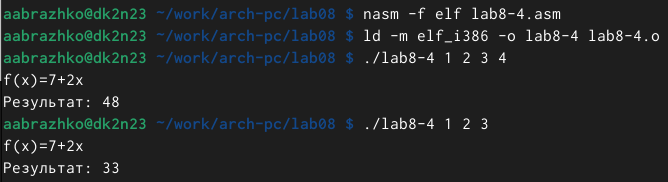 aabrazhko@dk2n23 ~/work/arch-pc/lab08 $ nasm -f elf lab8-4.asm
aabrazhko@dk2n23 ~/work/arch-pc/lab08 $ ld -m elf_i386 -o lab8-4 lab8-4.o
aabrazhko@dk2n23 ~/work/arch-pc/lab08 $ ./lab8-4 1 2 3 4
f(x)=7+2x
Результат: 48
aabrazhko@dk2n23 ~/work/arch-pc/lab08 $ ./lab8-4 1 2 3
f(x)=7+2x
Результат: 33